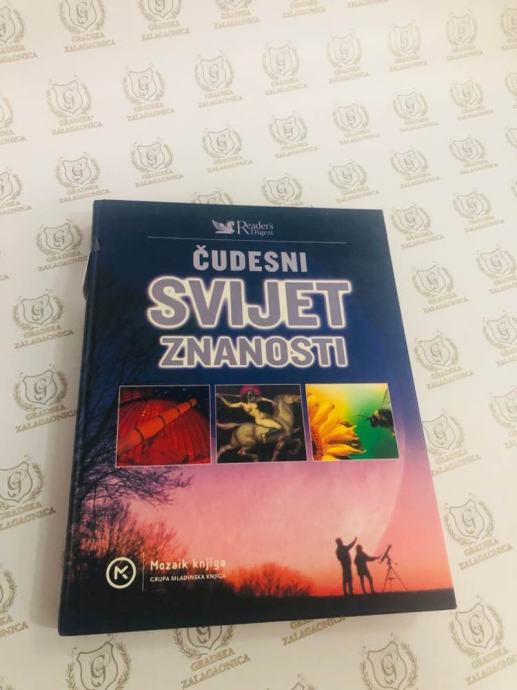 Reader's
Digest
ČUDESNI
SVIJET
ZNANOSTI
Mozaik knjiga
GRUPA MLADINSKA KNJIGA
GRADSKA
ZALAGAONICA